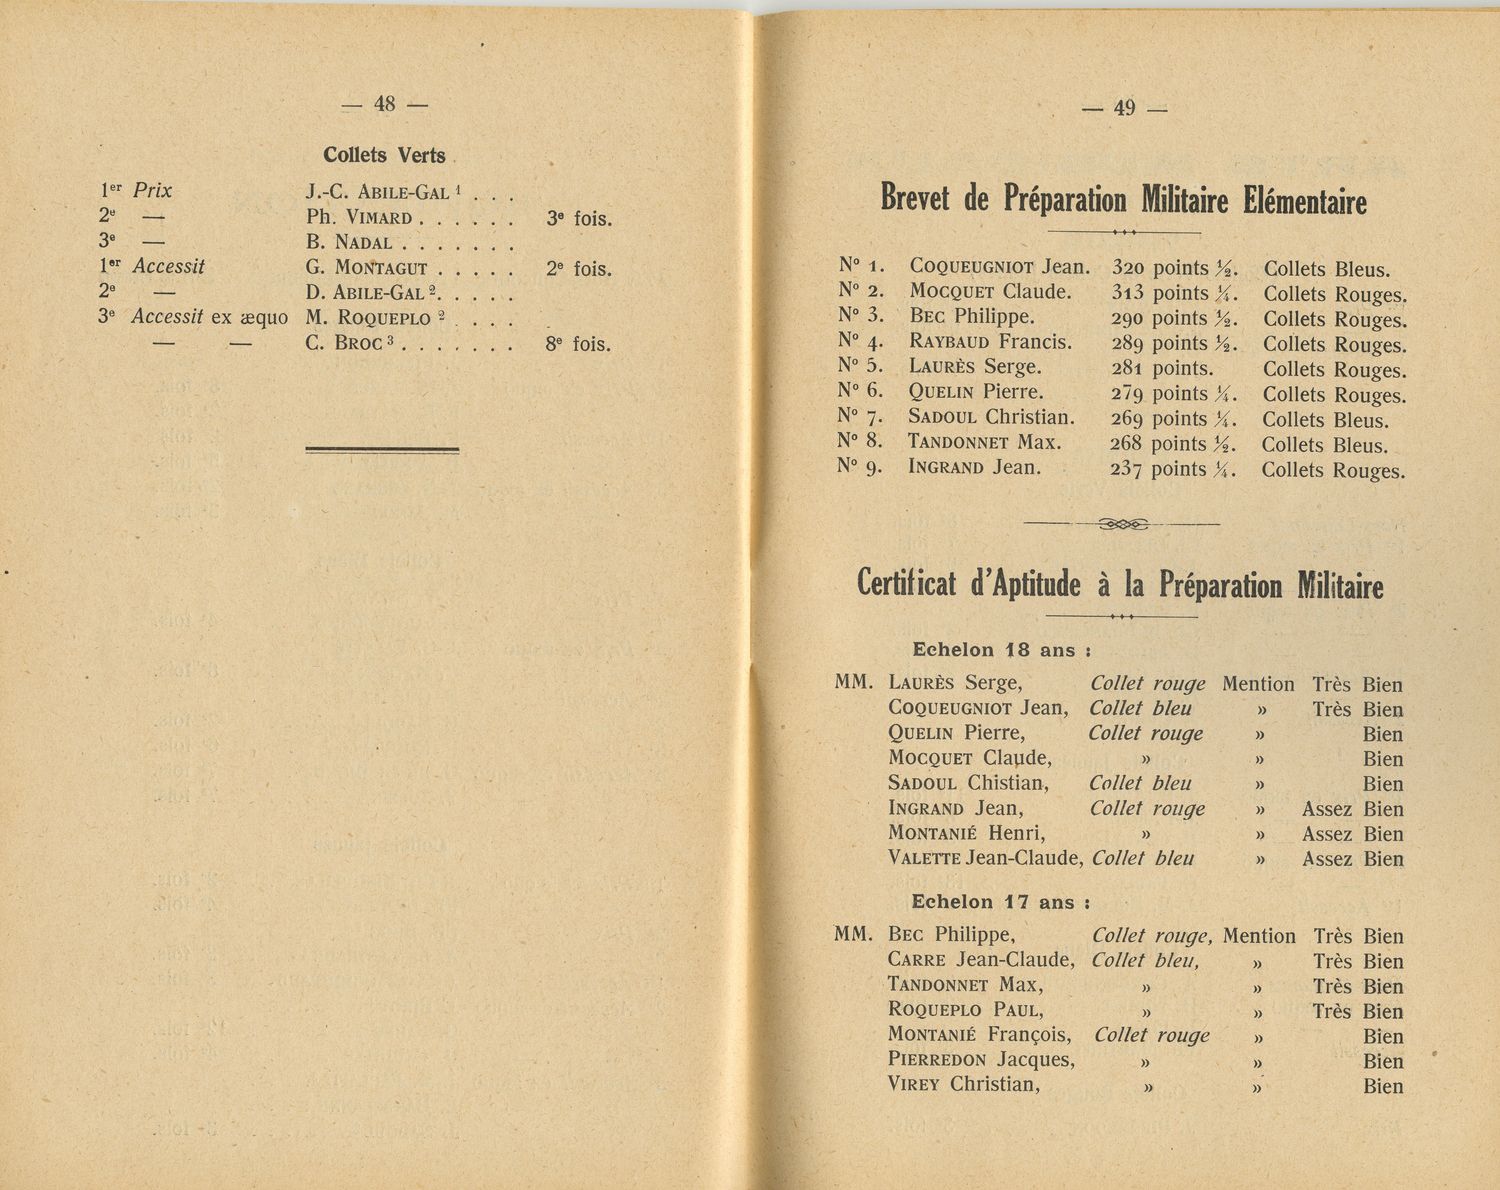 — 48 —
Collets Verts
1er Prix J.-C. ABILE-GAL 1 . . .
2e — Ph. VIMARD . . . . . . 3e fois.
3e — B. NADAL . . . . . . .
1er Accessit G. MONTAGUT . . . . . 2e fois.
2e — D. ABILE-GAL 2. . . . .
3e Accessit ex æquo M. ROQUEPLO 2 . . . .
— — C. BROC 3 . . . . . . . 8e fois.
— 49 —
Brevet de Préparation Militaire Elémentaire
No 1. COQUEUGNIOT Jean. 320 points ½. Collets Bleus.
No 2. MOCQUET Claude. 313 points ¼. Collets Rouges.
No 3. BEC Philippe. 290 points ½. Collets Rouges.
No 4. RAYBAUD Francis. 289 points ½. Collets Rouges.
No 5. LAURÈS Serge. 281 points. Collets Rouges.
No 6. QUELIN Pierre. 279 points ¼. Collets Rouges.
No 7. SADOUL Christian. 269 points ¼. Collets Bleus.
No 8. TANDONNET Max. 268 points ½. Collets Bleus.
No 9. INGRAND Jean. 237 points ¼. Collets Rouges.
Certificat d'Aptitude à la Préparation Militaire
Echelon 18 ans :
MM. LAURÈS Serge, Collet rouge Mention Très Bien
COQUEUGNIOT Jean, Collet bleu » Très Bien
QUELIN Pierre, Collet rouge » Bien
MOCQUET Claude, » » Bien
SADOUL Chistian, Collet bleu » Bien
INGRAND Jean, Collet rouge » Assez Bien
MONTANIÉ Henri, » » Assez Bien
VALETTE Jean-Claude, Collet bleu » Assez Bien
Echelon 17 ans :
MM. BEC Philippe, Collet rouge, Mention Très Bien
CARRE Jean-Claude, Collet bleu, » Très Bien
TANDONNET Max, » » Très Bien
ROQUEPLO PAUL, » » Très Bien
MONTANIÉ François, Collet rouge » Bien
PIERREDON Jacques, » » Bien
VIREY Christian, » » Bien